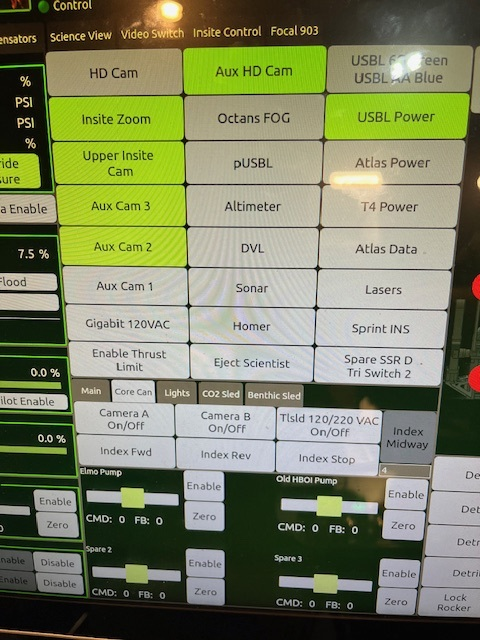 Control
ensators
Science View
Video Switch
Insite Control
Focal 903
HD Cam
Aux HD Cam
USBL
USBL AA Blue
%
PSI
PSI
%
Insite Zoom
Octans FOG
USBL Power
ride
sure
Upper Insite
Cam
pUSBL
Atlas Power
a Enable
Aux Cam 3
Altimeter
T4 Power
7.5 %
Aux Cam 2
DVL
Atlas Data
Flood
Aux Cam 1
Sonar
Lasers
Gigabit 120VAC
Homer
Sprint INS
Enable Thrust
Limit
Eject Scientist
Spare SSR D
Tri Switch 2
0.0 %
Main
Core Can
Lights
CO2 Sled
Benthic Sled
ilot Enable
Camera A
On/Off
Camera B
On/Off
Tlsld 120/220 VAC
On/Off
Index
Midway
0.0 %
Index Fwd
Index Rev
Index Stop
4
Elmo Pump
Enable
Old HBOI Pump
Enable
De
Enable
Zero
CMD: 0 FB: 0
Zero
CMD: 0 FB: 0
Zero
Det
Detri
Spare 2
Enable
Spare 3
Enable
Detri
Enable
Disable
Enable
Disable
CMD: 0 FB: 0
Zero
CMD: 0 FB: 0
Zero
Lock
Rocker